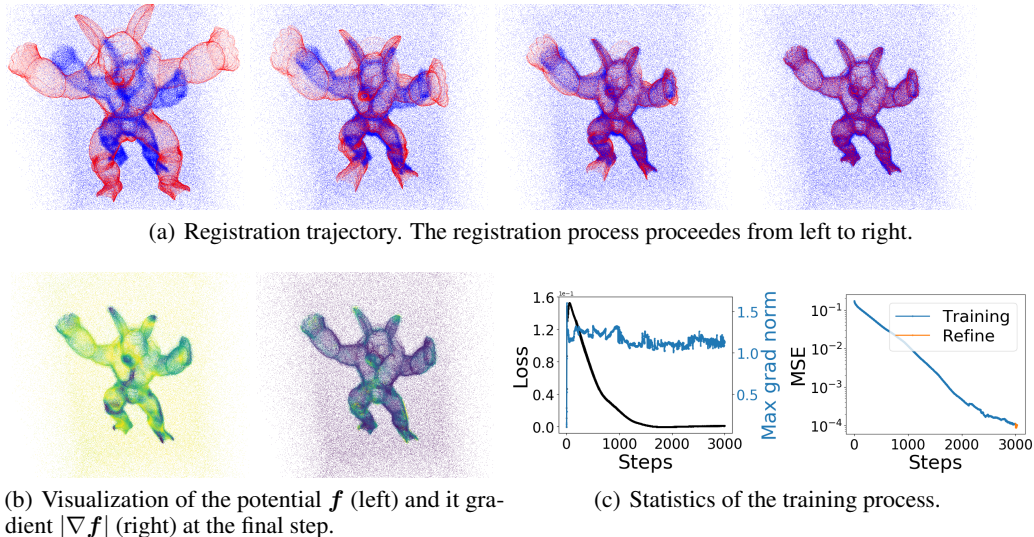 (a) Registration trajectory. The registration process proceedes from left to right.
1e−1
1.6
1.2
0.8
0.4
0.0
Loss
1.5
1.0
0.5
Max grad norm
0
1000
2000
3000
Steps
10⁻¹
10⁻²
10⁻³
10⁻⁴
MSE
Training
Refine
0
1000
2000
3000
Steps
(b) Visualization of the potential f (left) and it gra-
dient |∇f| (right) at the final step.
(c) Statistics of the training process.